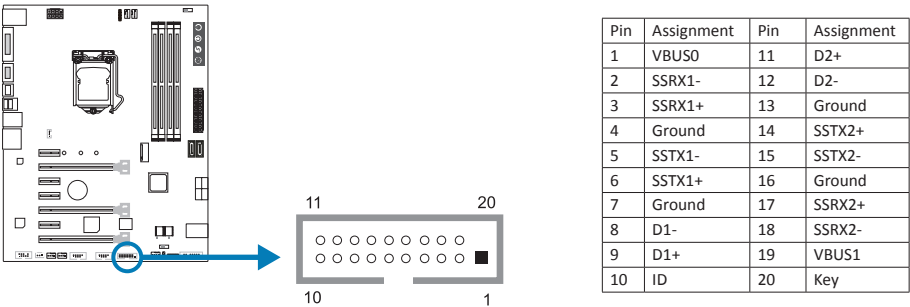 11 20
10 1
Pin Assignment Pin Assignment
1 VBUS0 11 D2+
2 SSRX1- 12 D2-
3 SSRX1+ 13 Ground
4 Ground 14 SSTX2+
5 SSTX1- 15 SSTX2-
6 SSTX1+ 16 Ground
7 Ground 17 SSRX2+
8 D1- 18 SSRX2-
9 D1+ 19 VBUS1
10 ID 20 Key